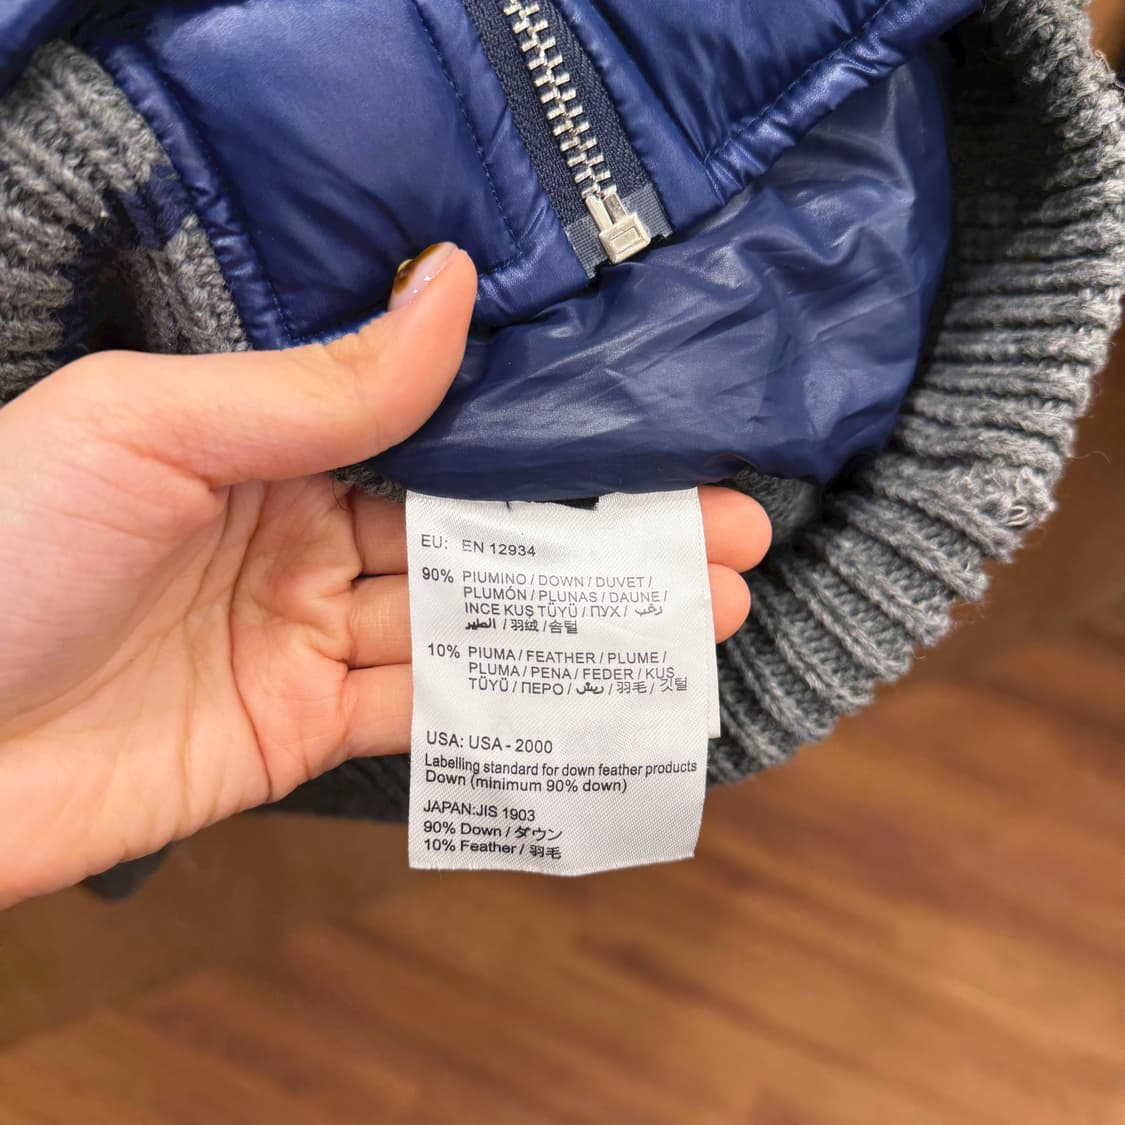 EU: EN 12934
90% PIUMINO / DOWN / DUVET /
PLUMÓN / PLUNAS / DAUNE /
INCE KUŞ TÜYÜ / ПУХ / زغب
الطير / 羽绒 / 솜털
10% PIUMA / FEATHER / PLUME /
PLUMA / PENA / FEDER / KUŞ
TÜYÜ / ПЕРО / ريش / 羽毛 / 깃털
USA: USA - 2000
Labelling standard for down feather products
Down (minimum 90% down)
JAPAN:JIS 1903
90% Down / ダウン
10% Feather / 羽毛